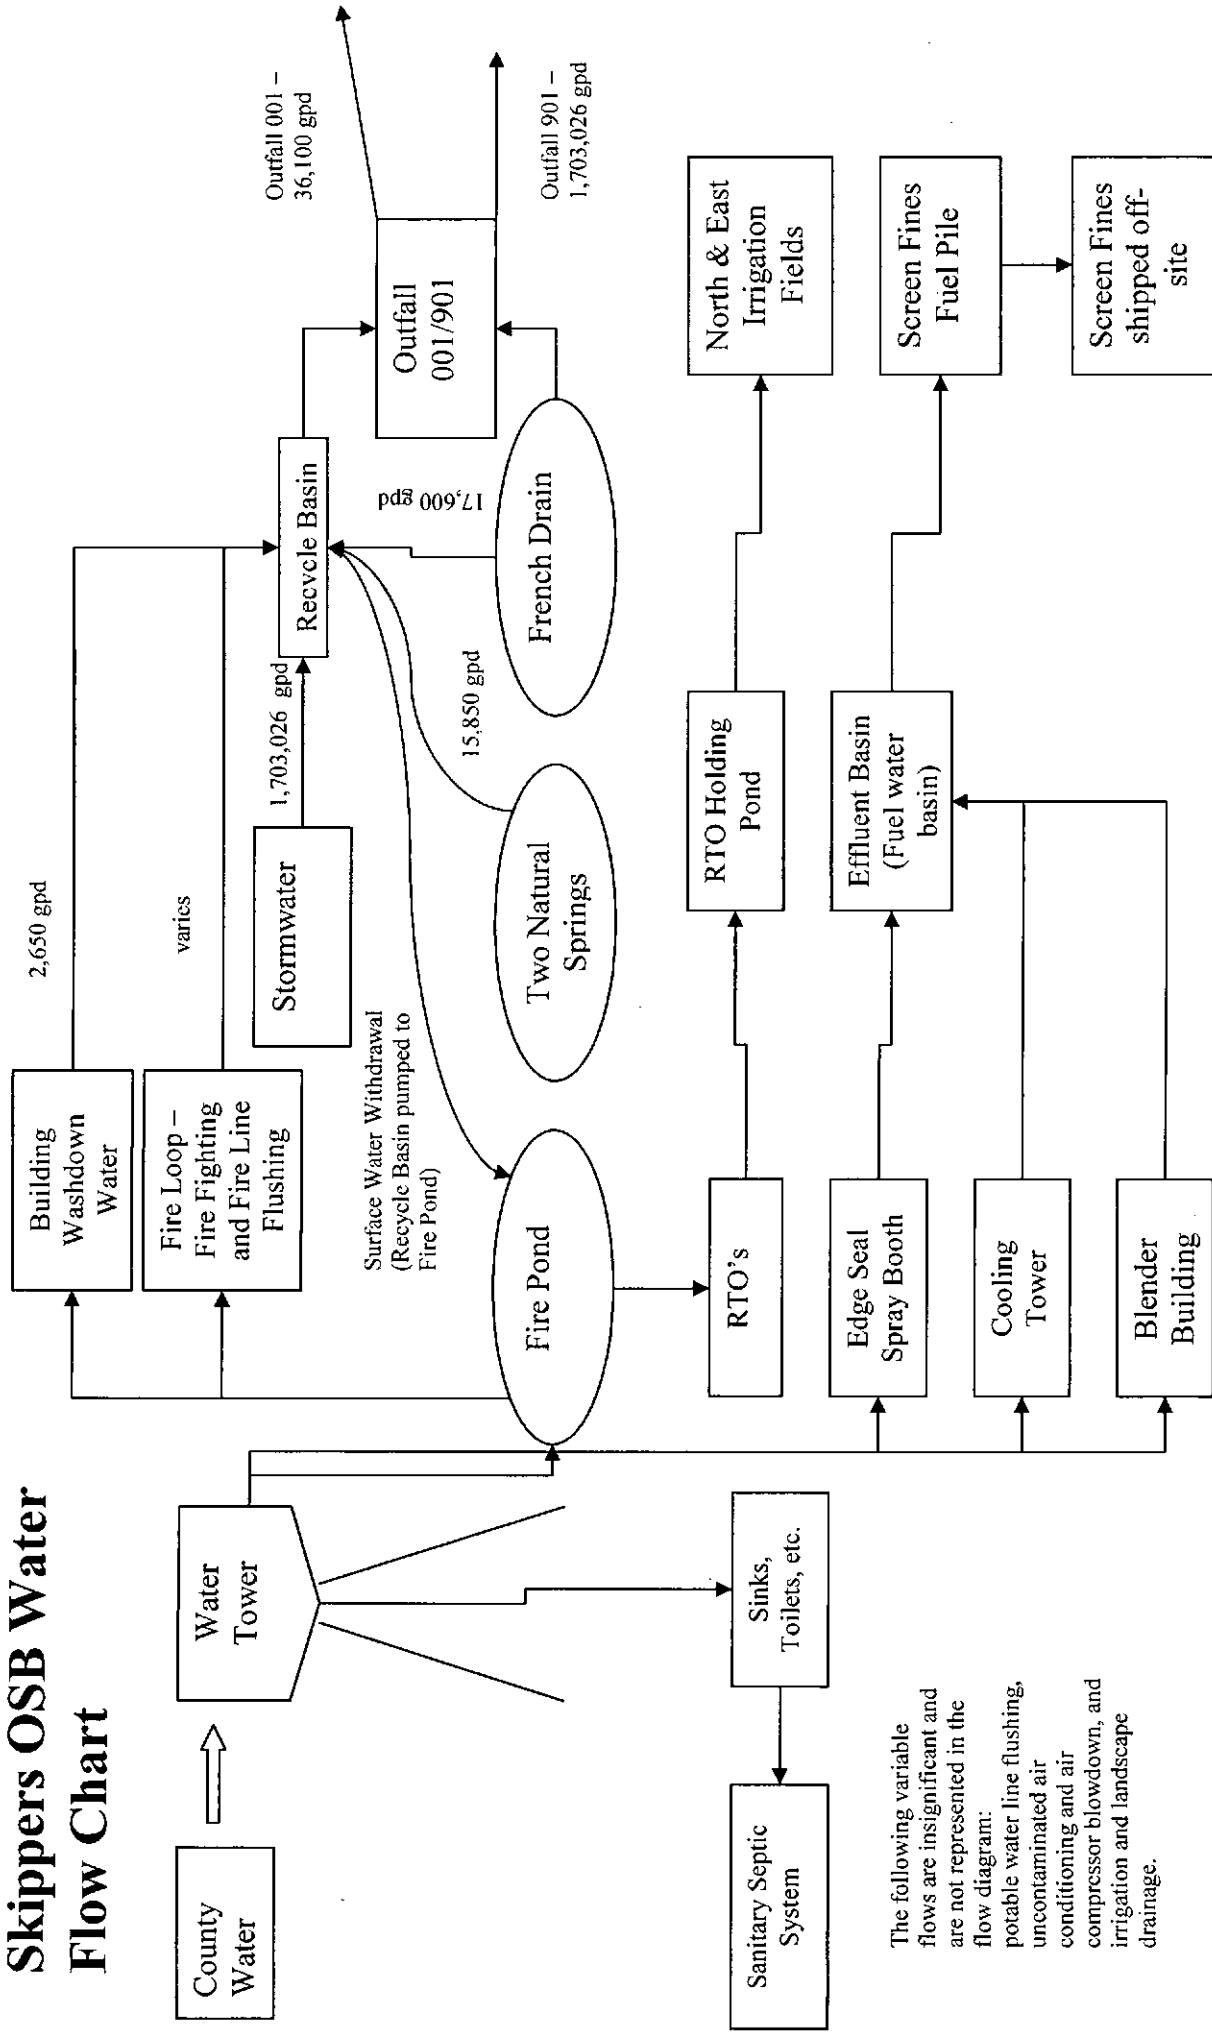 Skippers OSB Water
Flow Chart
County
Water
Water
Tower
Sinks,
Toilets, etc.
Sanitary Septic
System
The following variable
flows are insignificant and
are not represented in the
flow diagram:
potable water line flushing,
uncontaminated air
conditioning and air
compressor blowdown, and
irrigation and landscape
drainage.
Building
Washdown
Water
2,650 gpd
Fire Loop –
Fire Fighting
and Fire Line
Flushing
varies
Stormwater
1,703,026 gpd
Surface Water Withdrawal
(Recycle Basin pumped to
Fire Pond)
Fire Pond
Two Natural
Springs
15,850 gpd
French Drain
17,600 gpd
Recycle Basin
Outfall
001/901
Outfall 001 –
36,100 gpd
Outfall 901 –
1,703,026 gpd
RTO's
RTO Holding
Pond
North & East
Irrigation
Fields
Edge Seal
Spray Booth
Cooling
Tower
Blender
Building
Effluent Basin
(Fuel water
basin)
Screen Fines
Fuel Pile
Screen Fines
shipped off-
site